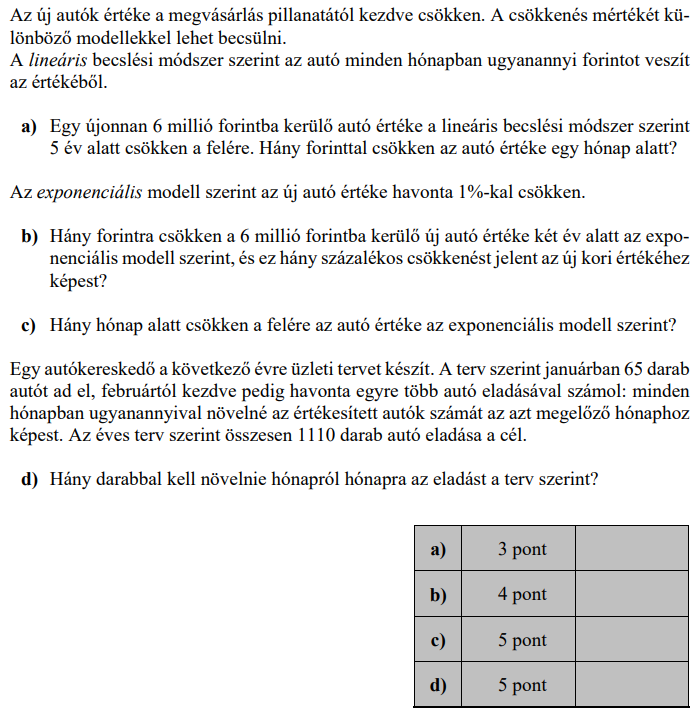 Az új autók értéke a megvásárlás pillanatától kezdve csökken. A csökkenés mértékét kü-
lönböző modellekkel lehet becsülni.
A lineáris becslési módszer szerint az autó minden hónapban ugyanannyi forintot veszít
az értékéből.
a) Egy újonnan 6 millió forintba kerülő autó értéke a lineáris becslési módszer szerint
5 év alatt csökken a felére. Hány forinttal csökken az autó értéke egy hónap alatt?
Az exponenciális modell szerint az új autó értéke havonta 1%-kal csökken.
b) Hány forintra csökken a 6 millió forintba kerülő új autó értéke két év alatt az expo-
nenciális modell szerint, és ez hány százalékos csökkenést jelent az új kori értékéhez
képest?
c) Hány hónap alatt csökken a felére az autó értéke az exponenciális modell szerint?
Egy autókereskedő a következő évre üzleti tervet készít. A terv szerint januárban 65 darab
autót ad el, februártól kezdve pedig havonta egyre több autó eladásával számol: minden
hónapban ugyanannyival növelné az értékesített autók számát az azt megelőző hónaphoz
képest. Az éves terv szerint összesen 1110 darab autó eladása a cél.
d) Hány darabbal kell növelnie hónapról hónapra az eladást a terv szerint?
a) 3 pont
b) 4 pont
c) 5 pont
d) 5 pont